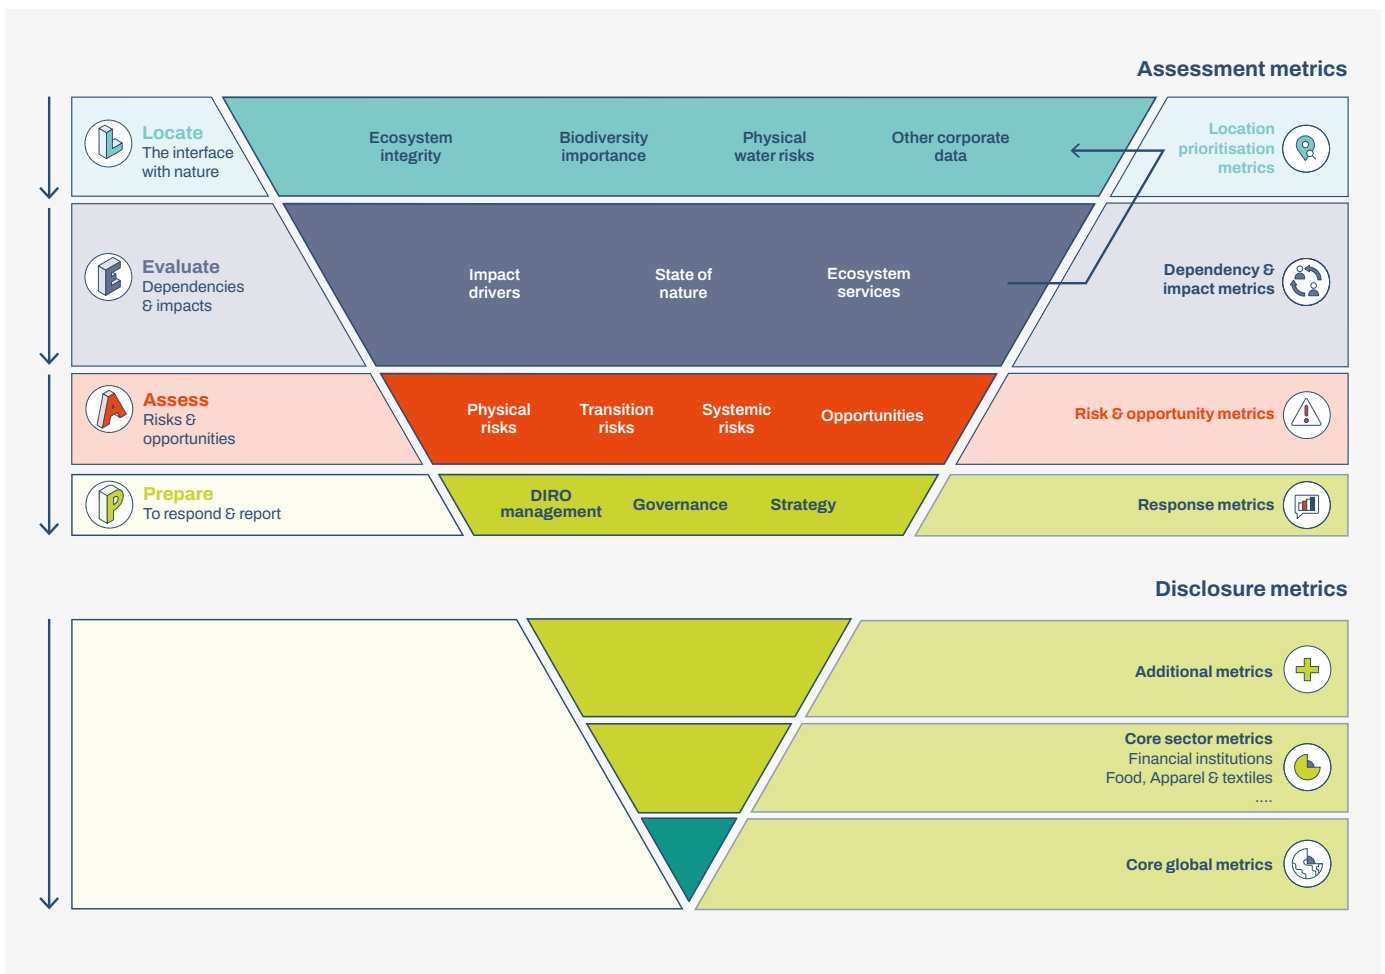 Assessment metrics
Locate
The interface
with nature
Ecosystem
integrity
Biodiversity
importance
Physical
water risks
Other corporate
data
Location
prioritisation
metrics
Evaluate
Dependencies
& impacts
Impact
drivers
State of
nature
Ecosystem
services
Dependency &
impact metrics
Assess
Risks &
opportunities
Physical
risks
Transition
risks
Systemic
risks
Opportunities
Risk & opportunity metrics
Prepare
To respond & report
DIRO
management
Governance
Strategy
Response metrics
Disclosure metrics
Additional metrics
Core sector metrics
Financial institutions
Food, Apparel & textiles
....
Core global metrics